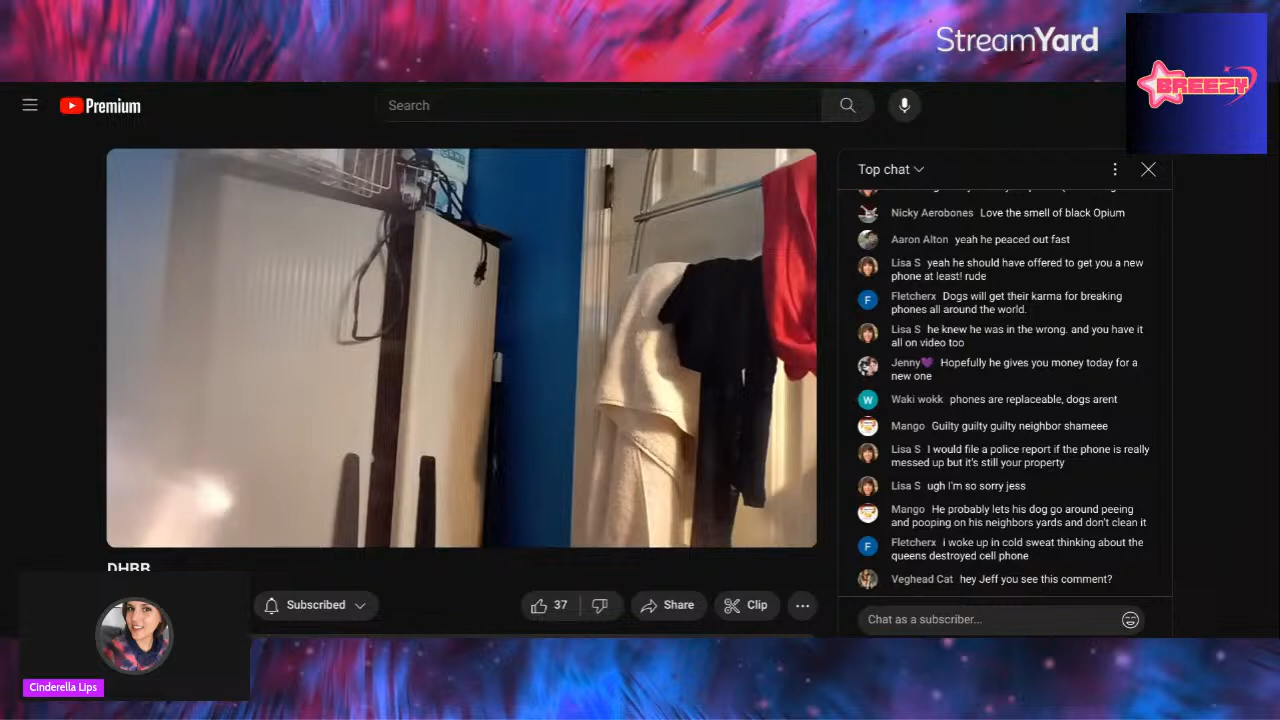 StreamYard
BREEZY
Premium
Search
Top chat
Nicky Aerobones Love the smell of black Opium
Aaron Alton yeah he peaced out fast
Lisa S yeah he should have offered to get you a new
phone at least! rude
F Fletcherx Dogs will get their karma for breaking
phones all around the world.
Lisa S he knew he was in the wrong. and you have it
all on video too
Jenny💜 Hopefully he gives you money today for a
new one
W Waki wokk phones are replaceable, dogs arent
Mango Guilty guilty guilty neighbor shameee
Lisa S I would file a police report if the phone is really
messed up but it's still your property
Lisa S ugh I'm so sorry jess
Mango He probably lets his dog go around peeing
and pooping on his neighbors yards and don't clean it
F Fletcherx i woke up in cold sweat thinking about the
queens destroyed cell phone
Veghead Cat hey Jeff you see this comment?
Chat as a subscriber...
Subscribed
37
Share
Clip
Cinderella Lips